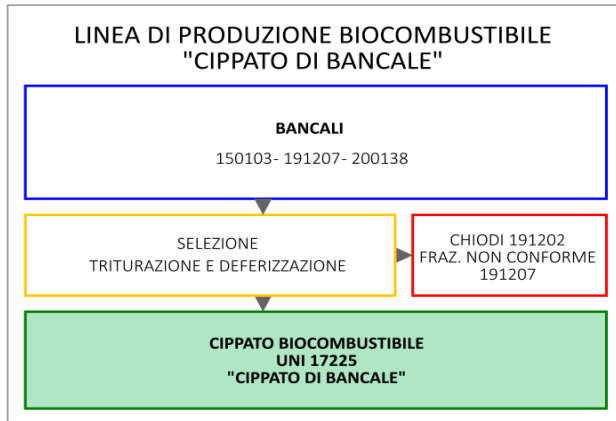 LINEA DI PRODUZIONE BIOCOMBUSTIBILE
"CIPPATO DI BANCALE"
BANCALI
150103- 191207- 200138
SELEZIONE
TRITURAZIONE E DEFERIZZAZIONE
CHIODI 191202
FRAZ. NON CONFORME
191207
CIPPATO BIOCOMBUSTIBILE
UNI 17225
"CIPPATO DI BANCALE"